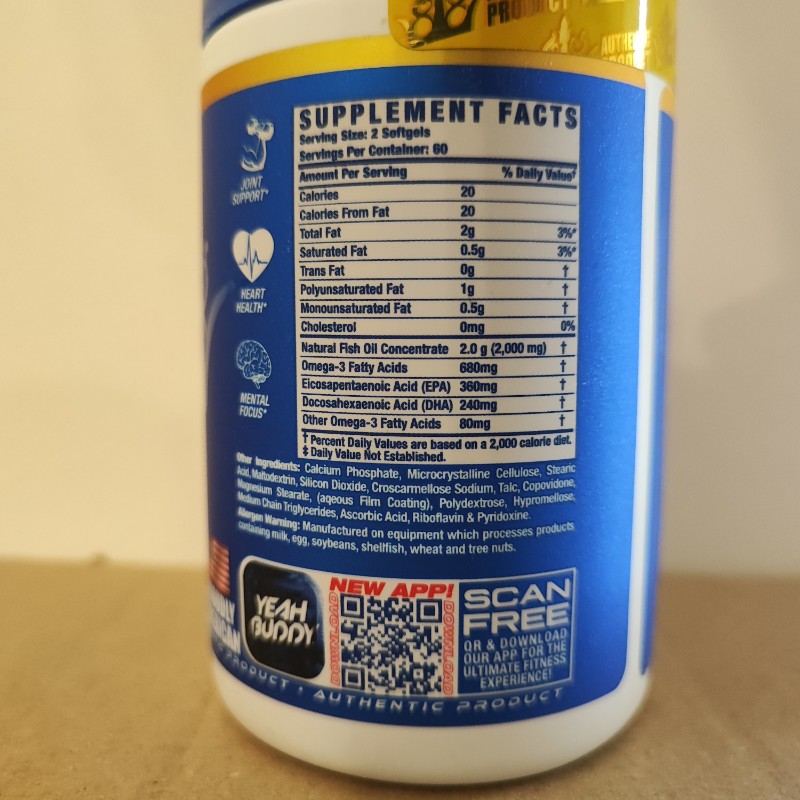 PRODUCT
AUTHENTIC
SUPPLEMENT FACTS
Serving Size: 2 Softgels
Servings Per Container: 60
Amount Per Serving % Daily Value†
Calories 20
Calories From Fat 20
Total Fat 2g 3%*
Saturated Fat 0.5g 3%*
Trans Fat 0g †
Polyunsaturated Fat 1g †
Monounsaturated Fat 0.5g †
Cholesterol 0mg 0%
Natural Fish Oil Concentrate 2.0 g (2,000 mg) †
Omega-3 Fatty Acids 680mg †
Eicosapentaenoic Acid (EPA) 360mg †
Docosahexaenoic Acid (DHA) 240mg †
Other Omega-3 Fatty Acids 80mg †
† Percent Daily Values are based on a 2,000 calorie diet.
‡ Daily Value Not Established.
JOINT
SUPPORT*
HEART
HEALTH*
MENTAL
FOCUS*
Other Ingredients: Calcium Phosphate, Microcrystalline Cellulose, Stearic
Acid, Maltodextrin, Silicon Dioxide, Croscarmellose Sodium, Talc, Copovidone,
Magnesium Stearate, (aqeous Film Coating), Polydextrose, Hypromellose,
Medium Chain Triglycerides, Ascorbic Acid, Riboflavin & Pyridoxine.
Allergen Warning: Manufactured on equipment which processes products
containing milk, egg, soybeans, shellfish, wheat and tree nuts.
YEAH
BUDDY
NEW APP!
DOWNLOAD
DOWNLOAD
SCAN
FREE
QR & DOWNLOAD
OUR APP FOR THE
ULTIMATE FITNESS
EXPERIENCE!
PRODUCT • AUTHENTIC PRODUCT